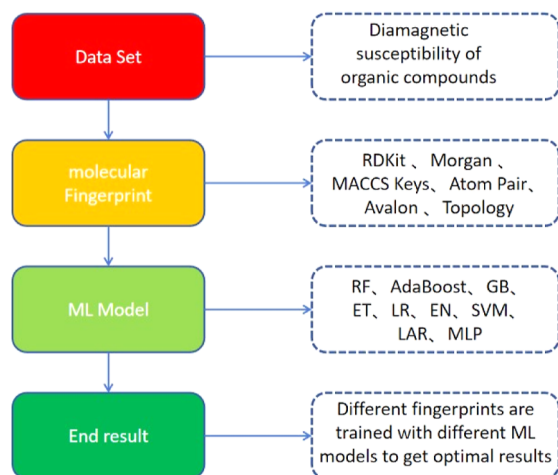 Data Set
Diamagnetic
susceptibility of
organic compounds
molecular
Fingerprint
RDKit 、 Morgan 、
MACCS Keys、 Atom Pair、
Avalon 、 Topology
ML Model
RF、 AdaBoost、 GB、
ET、 LR、 EN、 SVM、
LAR、 MLP
End result
Different fingerprints are
trained with different ML
models to get optimal results